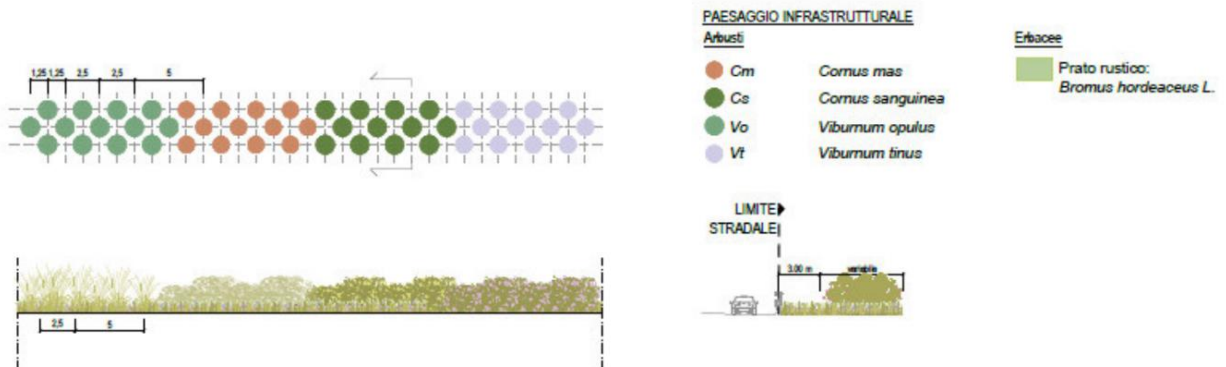 PAESAGGIO INFRASTRUTTURALE
Arbusti
Erbacee
Cm Cornus mas
Cs Cornus sanguinea
Vo Viburnum opulus
Vt Viburnum tinus
Prato rustico:
Bromus hordeaceus L.
1,25 1,25 2,5 2,5 5
LIMITE
STRADALE
3.00 m variabile
2,5 5